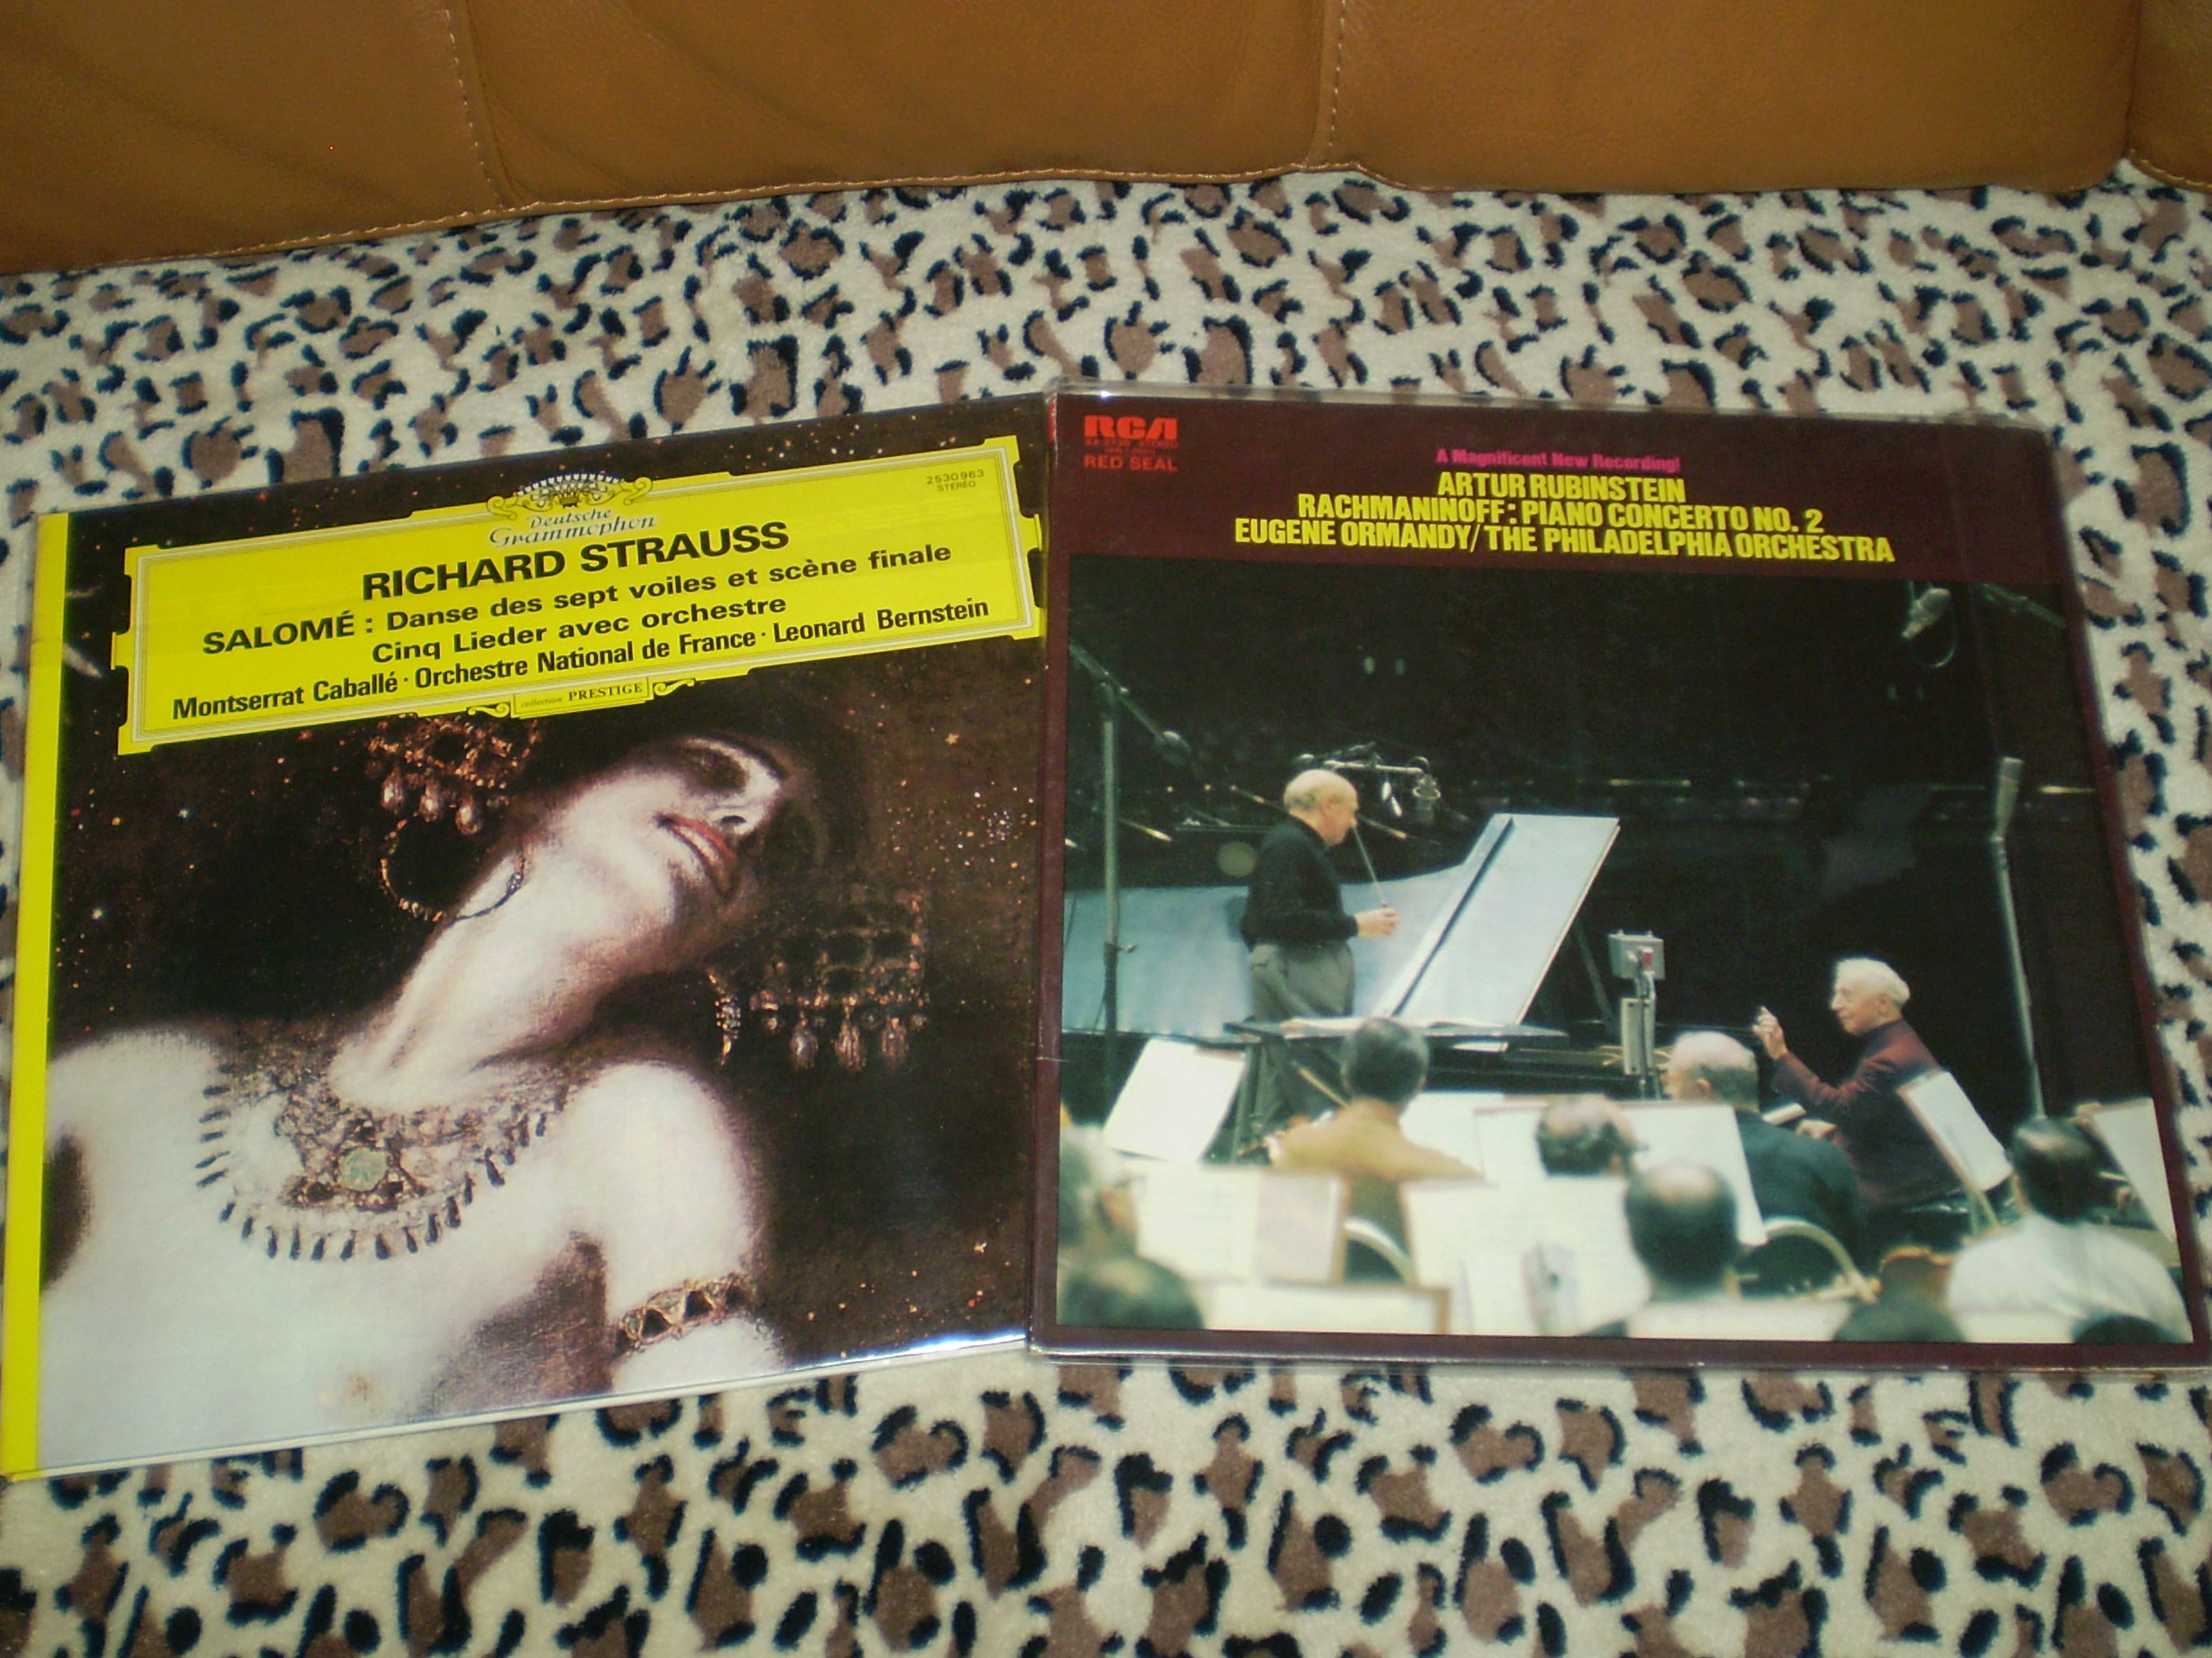 2530 963
STÉRÉO
Deutsche
Grammophon
RICHARD STRAUSS
SALOMÉ : Danse des sept voiles et scène finale
Cinq Lieder avec orchestre
Montserrat Caballé · Orchestre National de France · Leonard Bernstein
collection PRESTIGE
RCA
RED SEAL
A Magnificent New Recording!
ARTUR RUBINSTEIN
RACHMANINOFF: PIANO CONCERTO NO. 2
EUGENE ORMANDY/THE PHILADELPHIA ORCHESTRA